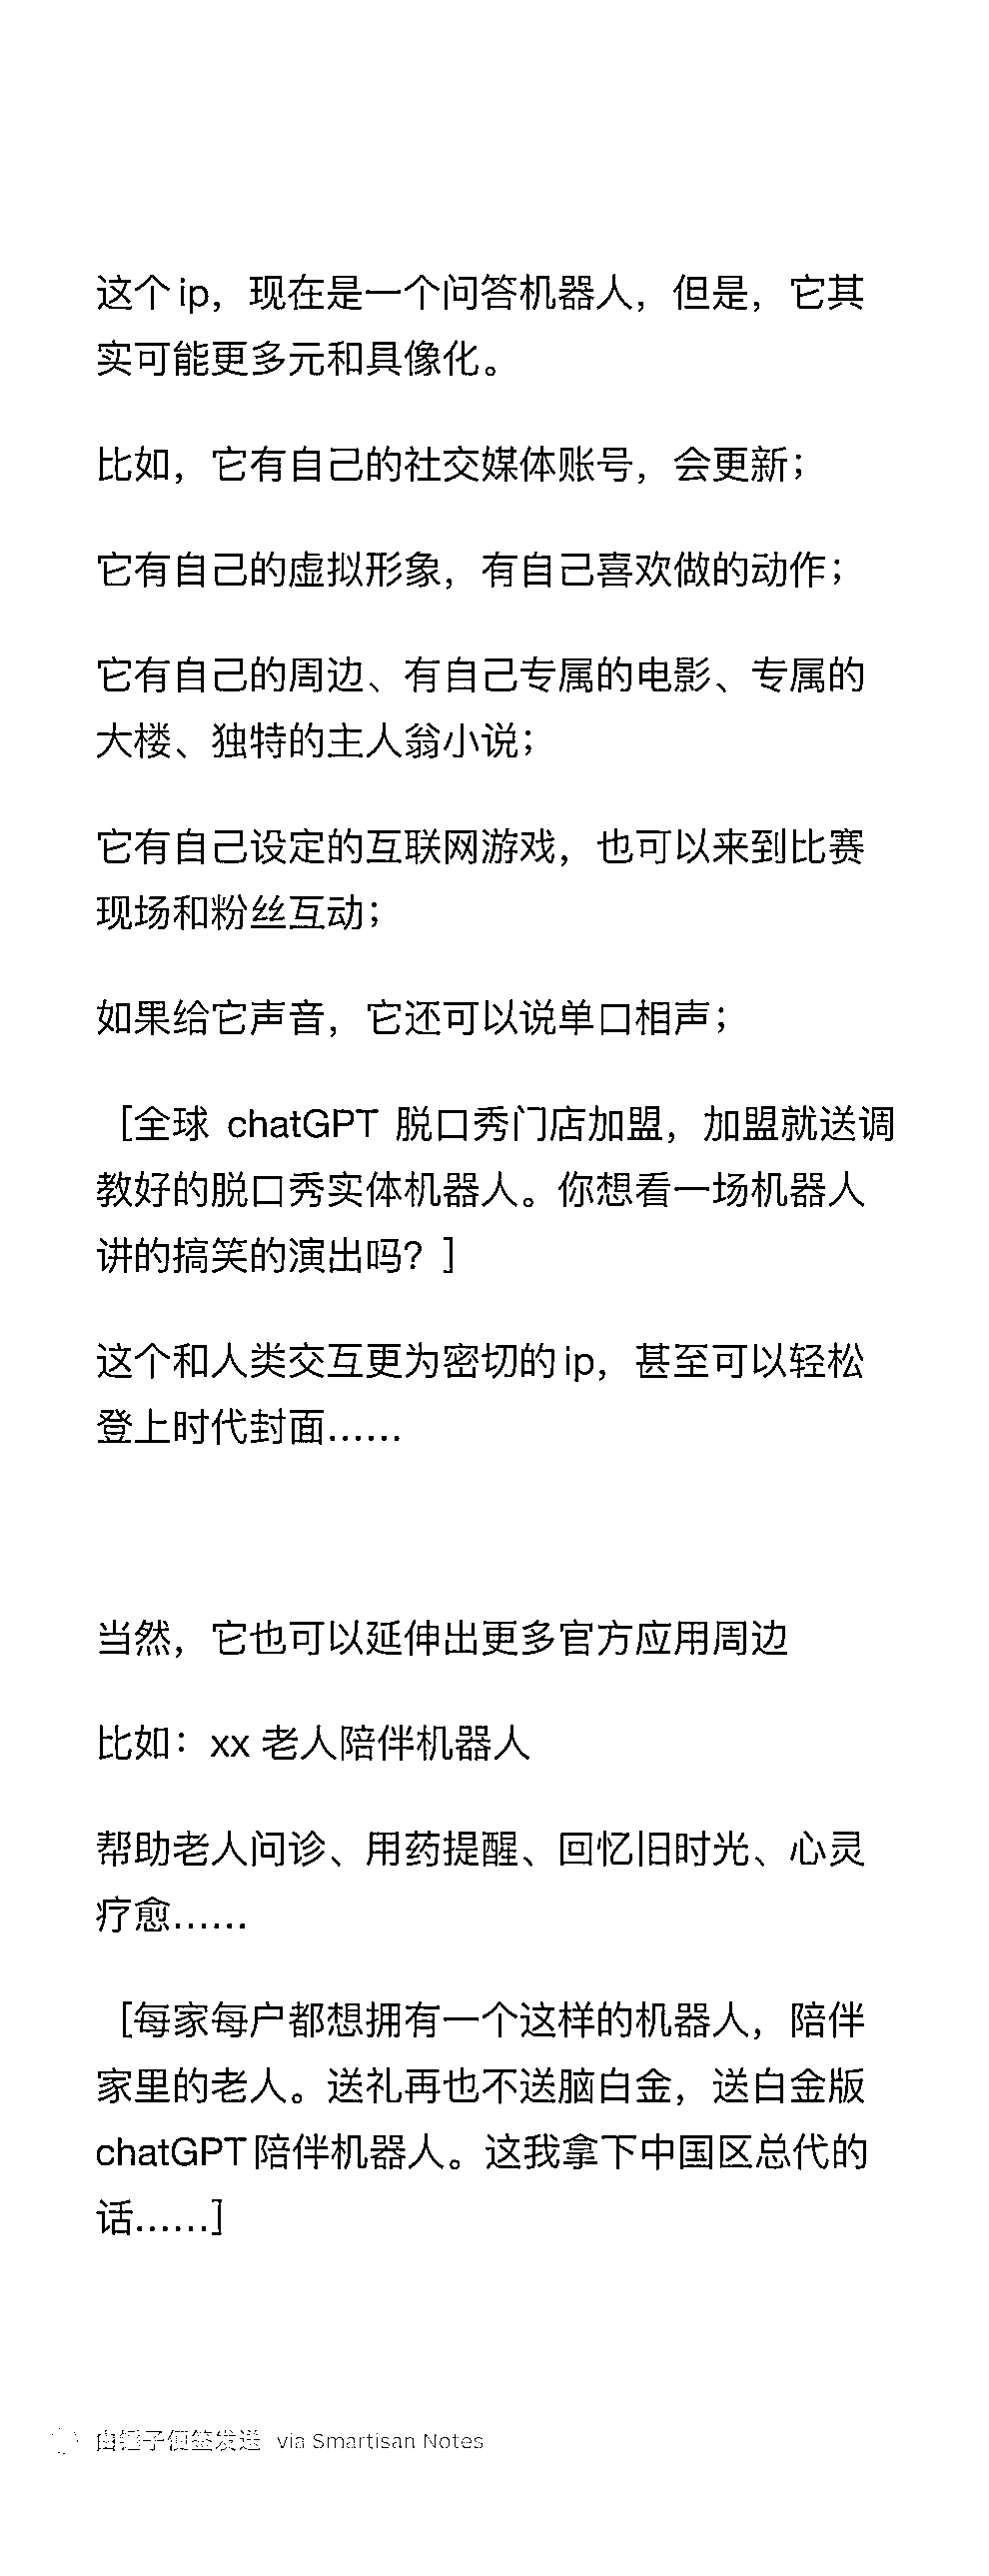 这个ip，现在是一个问答机器人，但是，它其
实可能更多元和具像化。
比如，它有自己的社交媒体账号，会更新；
它有自己的虚拟形象，有自己喜欢做的动作；
它有自己的周边、有自己专属的电影、专属的
大楼、独特的主人翁小说；
它有自己设定的互联网游戏，也可以来到比赛
现场和粉丝互动；
如果给它声音，它还可以说单口相声；
［全球 chatGPT 脱口秀门店加盟，加盟就送调
教好的脱口秀实体机器人。你想看一场机器人
讲的搞笑的演出吗？］
这个和人类交互更为密切的ip，甚至可以轻松
登上时代封面……
当然，它也可以延伸出更多官方应用周边
比如：xx 老人陪伴机器人
帮助老人问诊、用药提醒、回忆旧时光、心灵
疗愈……
［每家每户都想拥有一个这样的机器人，陪伴
家里的老人。送礼再也不送脑白金，送白金版
chatGPT陪伴机器人。这我拿下中国区总代的
话……］
由锤子便签发送 via Smartisan Notes